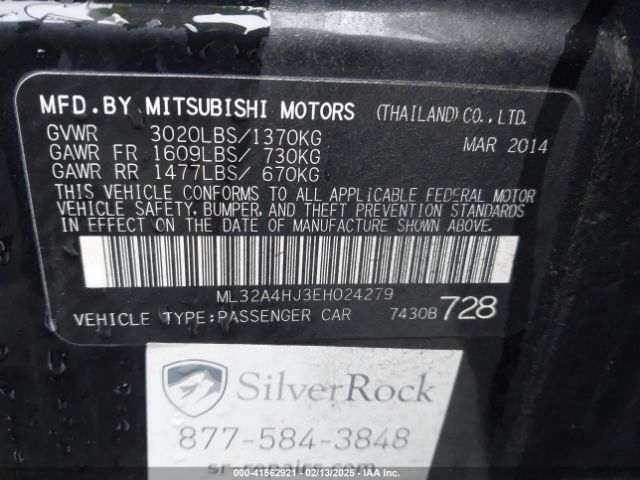 MFD.BY MITSUBISHI MOTORS (THAILAND) CO., LTD.
GVWR 3020LBS/1370KG MAR 2014
GAWR FR 1609LBS/ 730KG
GAWR RR 1477LBS/ 670KG
THIS VEHICLE CONFORMS TO ALL APPLICABLE FEDERAL MOTOR
VEHICLE SAFETY, BUMPER, AND THEFT PREVENTION STANDARDS
IN EFFECT ON THE DATE OF MANUFACTURE SHOWN ABOVE.
ML32A4HJ3EH024279
VEHICLE TYPE:PASSENGER CAR 7430B 728
SilverRock
877-584-3848
sr-repairs.com
000-41562921 - 02/13/2025 - IAA Inc.